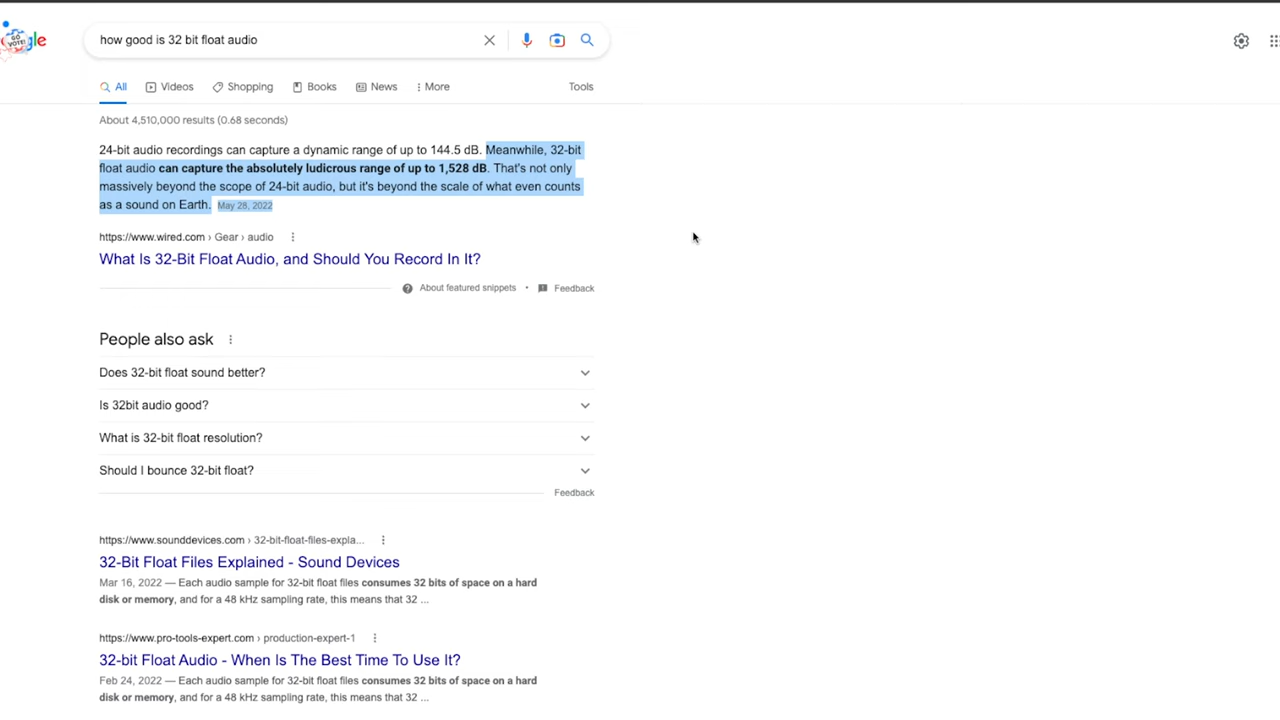 GO
VOTE!
gle
how good is 32 bit float audio
All
Videos
Shopping
Books
News
More
Tools
About 4,510,000 results (0.68 seconds)
24-bit audio recordings can capture a dynamic range of up to 144.5 dB. Meanwhile, 32-bit
float audio can capture the absolutely ludicrous range of up to 1,528 dB. That's not only
massively beyond the scope of 24-bit audio, but it's beyond the scale of what even counts
as a sound on Earth. May 28, 2022
https://www.wired.com › Gear › audio
What Is 32-Bit Float Audio, and Should You Record In It?
About featured snippets • Feedback
People also ask
Does 32-bit float sound better?
Is 32bit audio good?
What is 32-bit float resolution?
Should I bounce 32-bit float?
Feedback
https://www.sounddevices.com › 32-bit-float-files-expla...
32-Bit Float Files Explained - Sound Devices
Mar 16, 2022 — Each audio sample for 32-bit float files consumes 32 bits of space on a hard
disk or memory, and for a 48 kHz sampling rate, this means that 32 ...
https://www.pro-tools-expert.com › production-expert-1
32-bit Float Audio - When Is The Best Time To Use It?
Feb 24, 2022 — Each audio sample for 32-bit float files consumes 32 bits of space on a hard
disk or memory, and for a 48 kHz sampling rate, this means that 32 ...